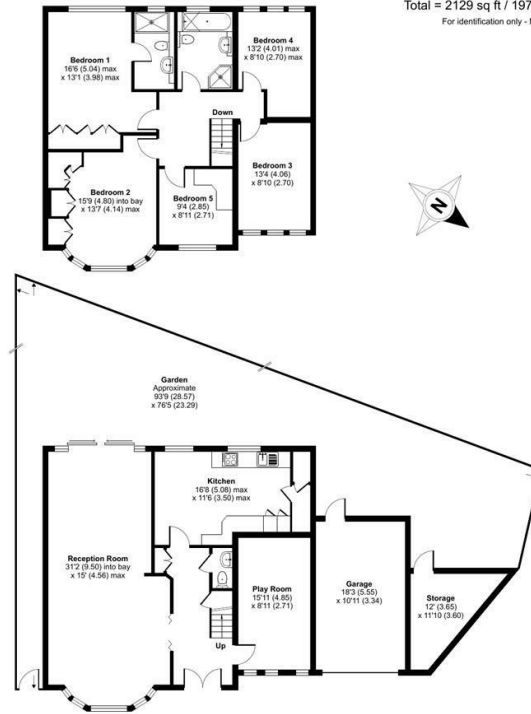 Total = 2129 sq ft / 197
For identification only - N
Bedroom 1
16'6 (5.04) max
x 13'1 (3.98) max
Bedroom 4
13'2 (4.01) max
x 8'10 (2.70) max
Down
Bedroom 3
13'4 (4.06)
x 8'10 (2.70)
Bedroom 2
15'9 (4.80) into bay
x 13'7 (4.14) max
Bedroom 5
9'4 (2.85)
x 8'11 (2.71)
N
Garden
Approximate
93'9 (28.57)
x 76'5 (23.29)
Kitchen
16'8 (5.08) max
x 11'6 (3.50) max
Reception Room
31'2 (9.50) into bay
x 15' (4.56) max
Play Room
15'11 (4.85)
x 8'11 (2.71)
Garage
18'3 (5.55)
x 10'11 (3.34)
Storage
12' (3.65)
x 11'10 (3.60)
Up